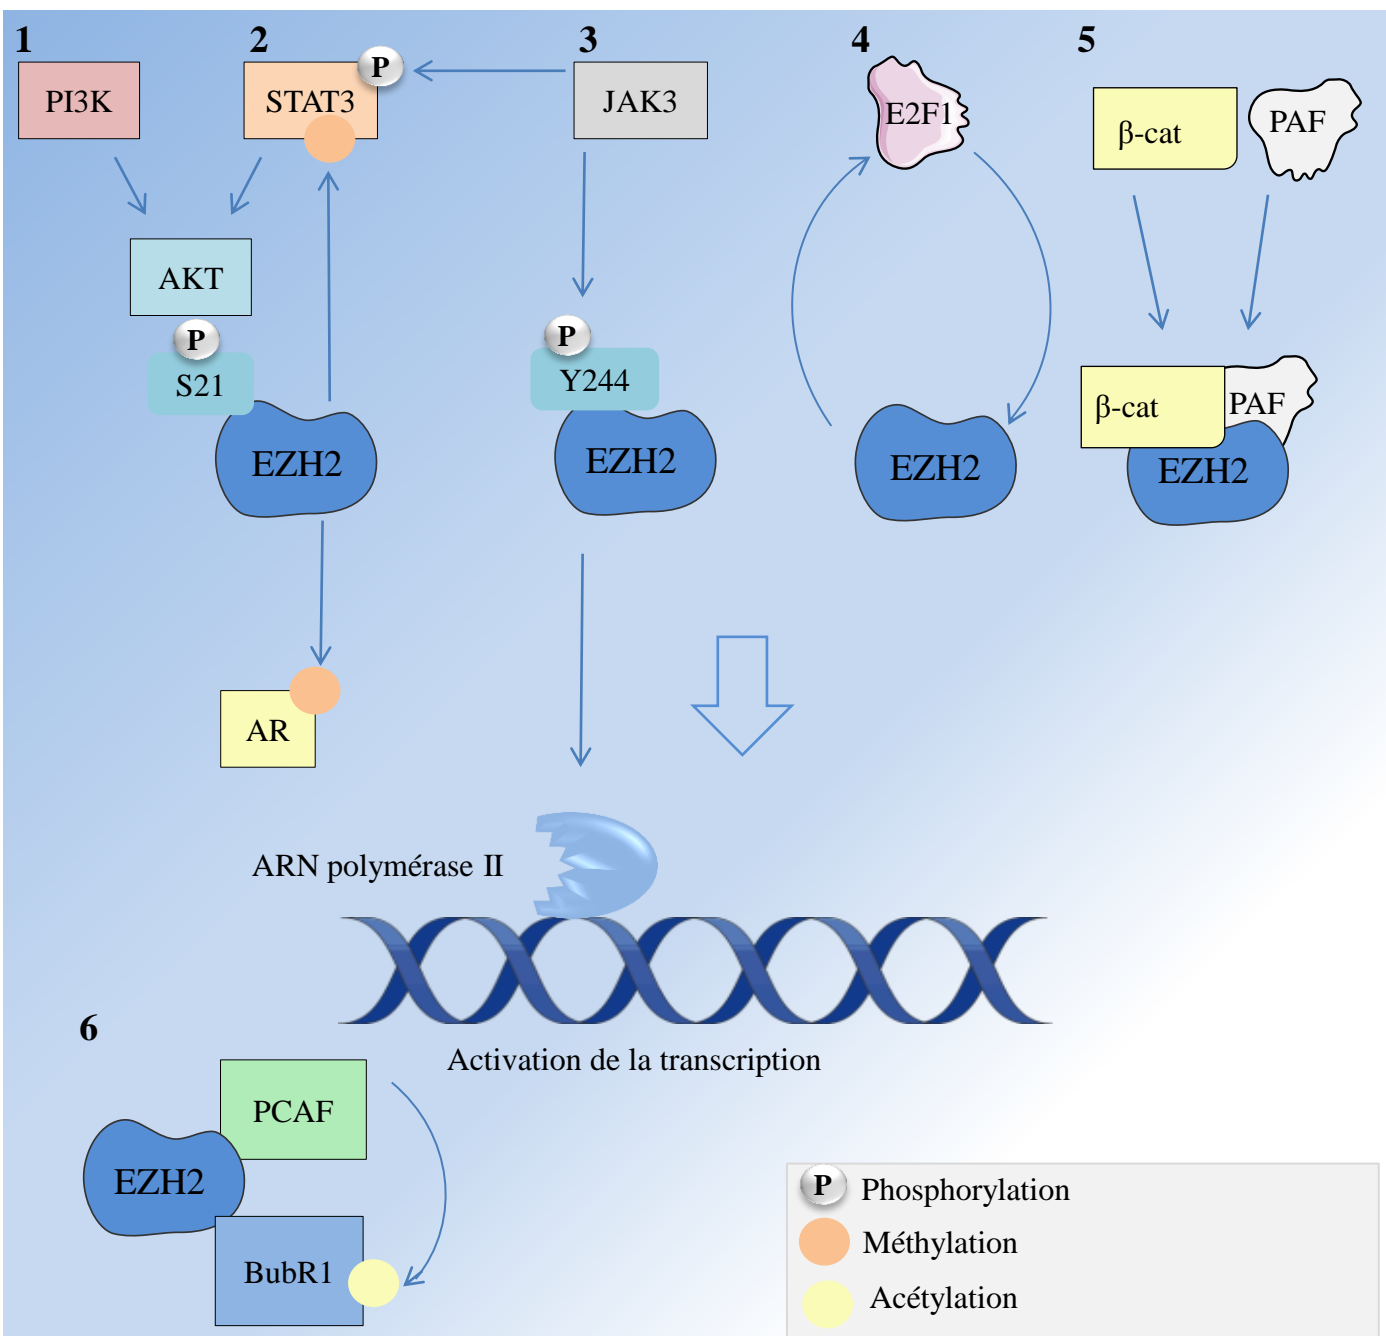 1
2
3
4
5
PI3K
STAT3
P
JAK3
E2F1
β-cat
PAF
AKT
P
S21
EZH2
P
Y244
EZH2
EZH2
β-cat
PAF
EZH2
AR
ARN polymérase II
Activation de la transcription
6
PCAF
EZH2
BubR1
P Phosphorylation
Méthylation
Acétylation